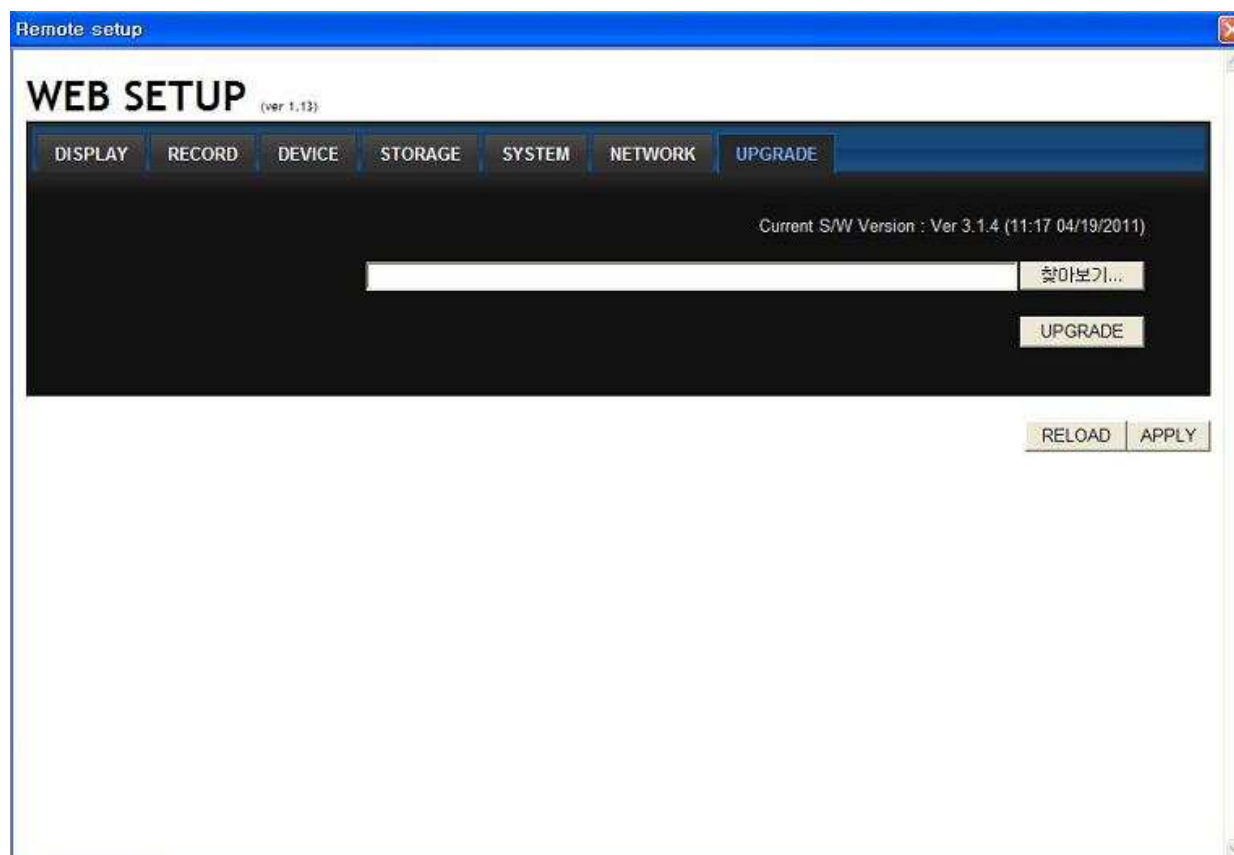 Remote setup
WEB SETUP (ver 1.13)
DISPLAY RECORD DEVICE STORAGE SYSTEM NETWORK UPGRADE
Current S/W Version : Ver 3.1.4 (11:17 04/19/2011)
찾아보기...
UPGRADE
RELOAD APPLY